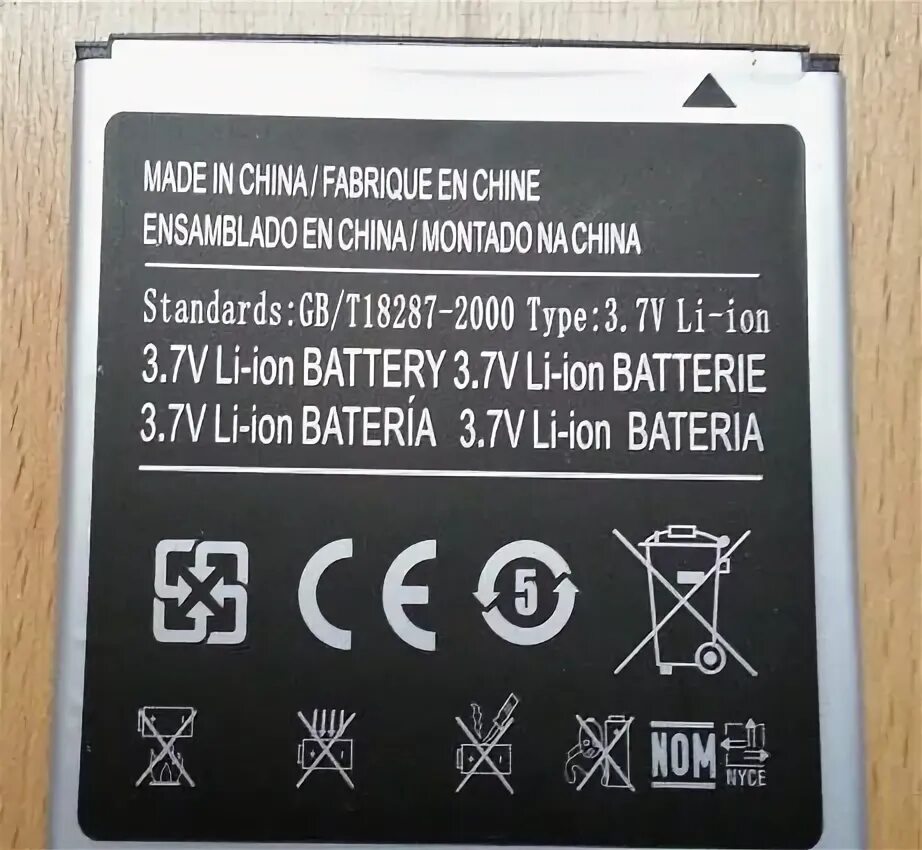 MADE IN CHINA / FABRIQUE EN CHINE
ENSAMBLADO EN CHINA / MONTADO NA CHINA
Standards:GB/T18287-2000 Type:3.7V Li-ion
3.7V Li-ion BATTERY 3.7V Li-ion BATTERIE
3.7V Li-ion BATERÍA 3.7V Li-ion BATERIA
CE 5
NOM NYCE